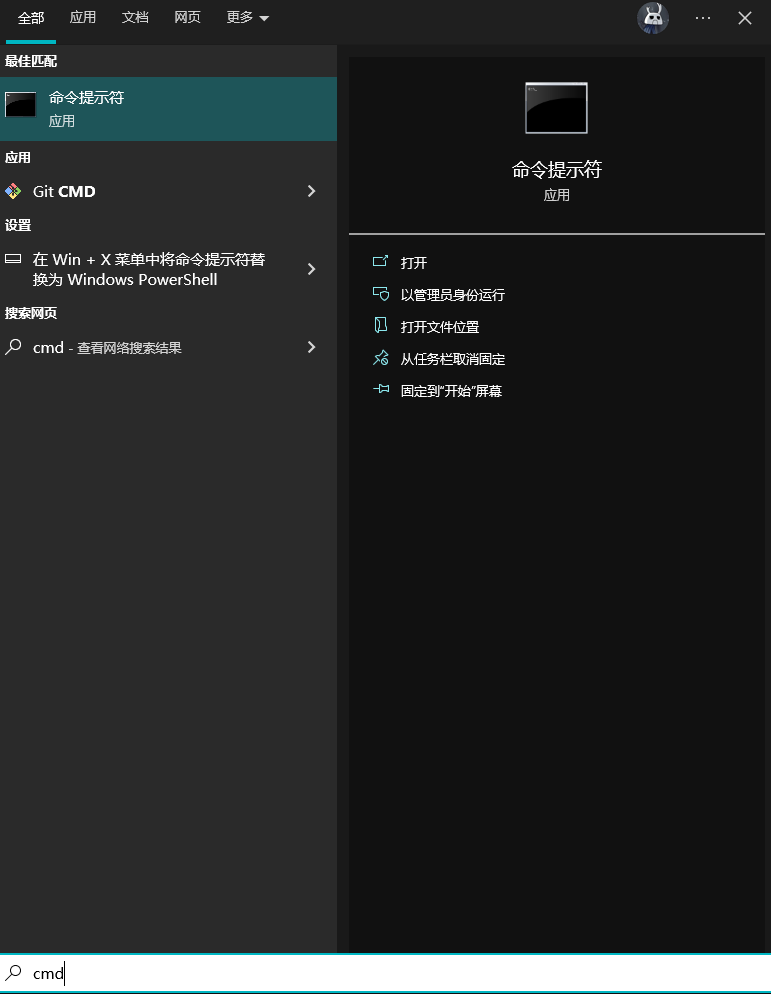 全部 应用 文档 网页 更多
最佳匹配
命令提示符
应用
应用
Git CMD
设置
在 Win + X 菜单中将命令提示符替
换为 Windows PowerShell
搜索网页
cmd - 查看网络搜索结果
命令提示符
应用
打开
以管理员身份运行
打开文件位置
从任务栏取消固定
固定到"开始"屏幕
cmd